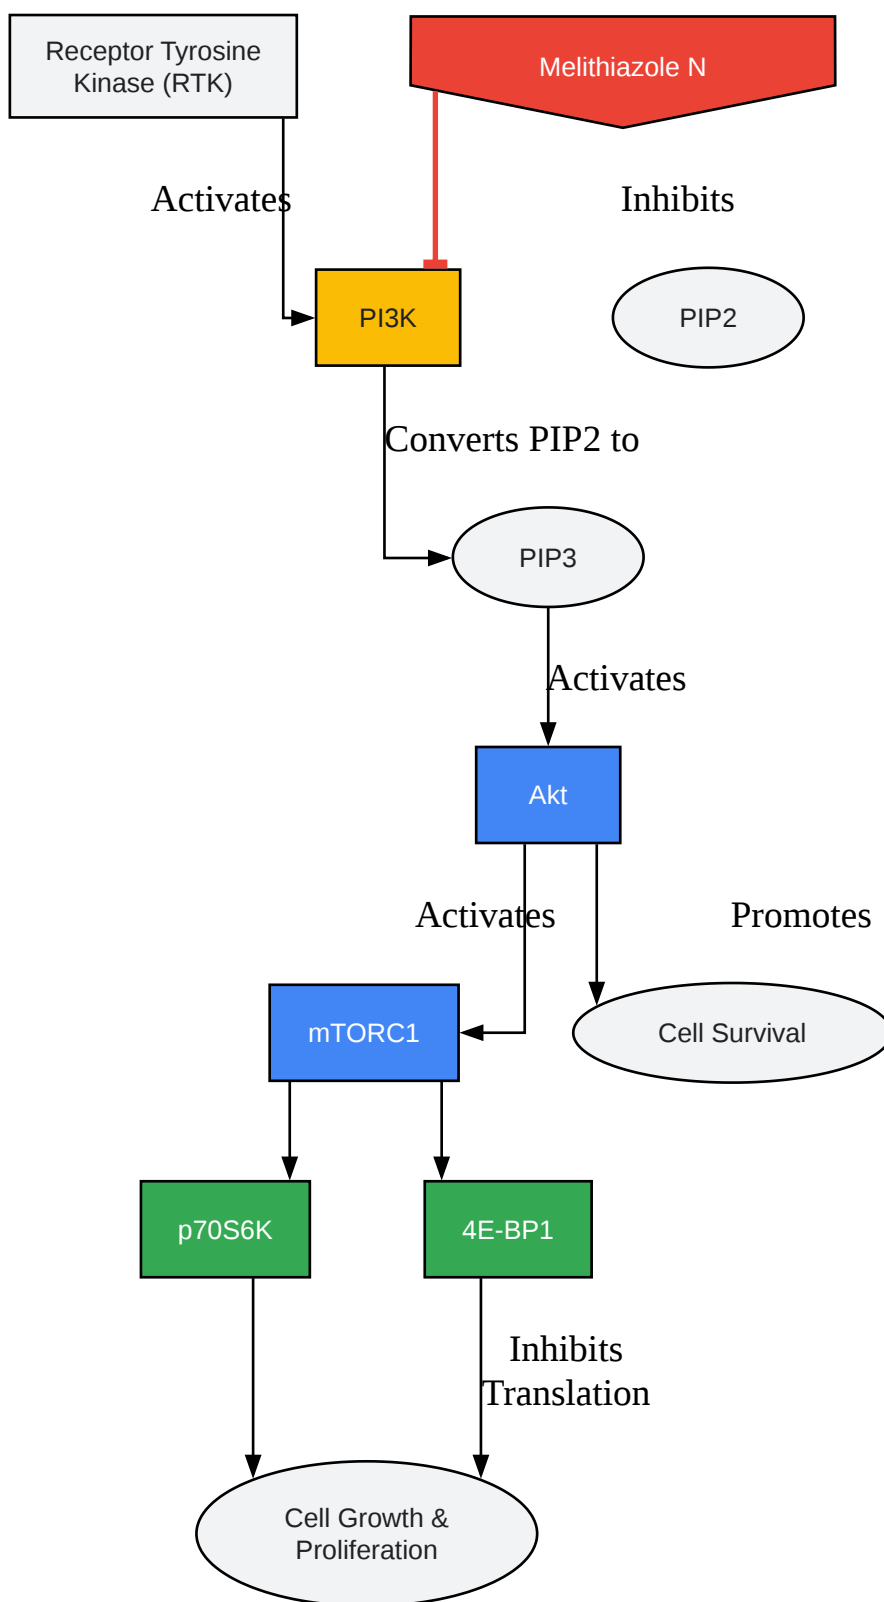 Receptor Tyrosine
Kinase (RTK)
Melithiazole N
Activates
Inhibits
PI3K
PIP2
Converts PIP2 to
PIP3
Activates
Akt
Activates
Promotes
mTORC1
Cell Survival
p70S6K
4E-BP1
Inhibits
Translation
Cell Growth &
Proliferation